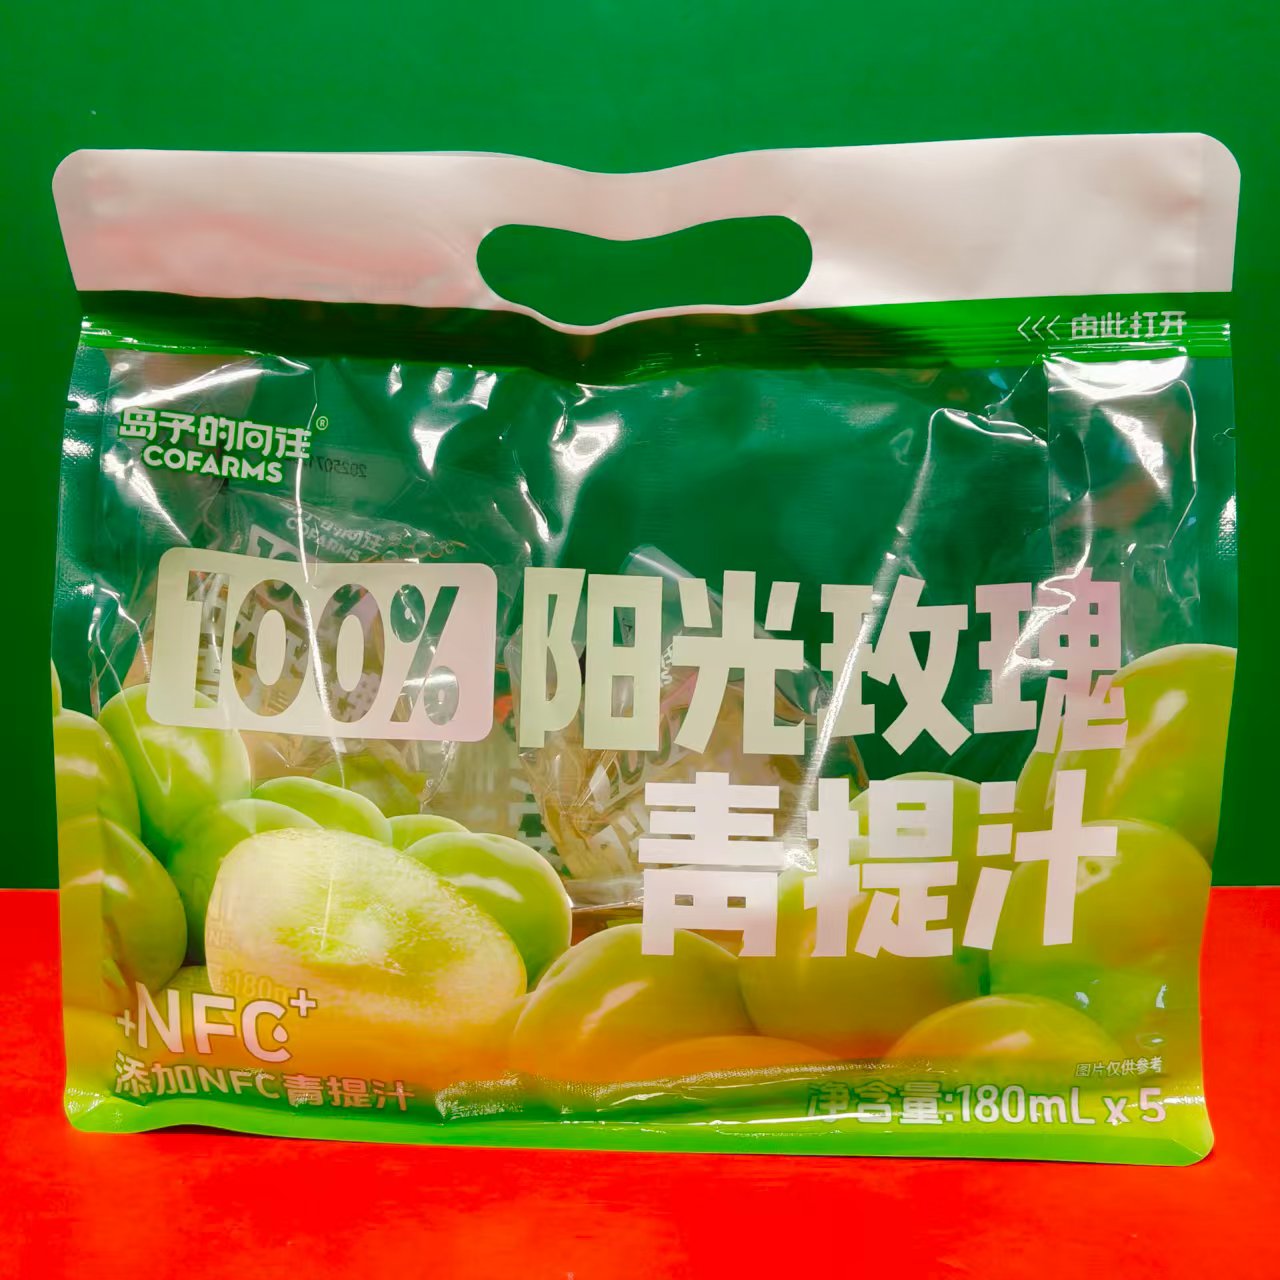 <<< 由此打开
岛子的向往®
COFARMS
100% 阳光玫瑰
青提汁
+NFC+
添加NFC青提汁
图片仅供参考
净含量:180mL x 5